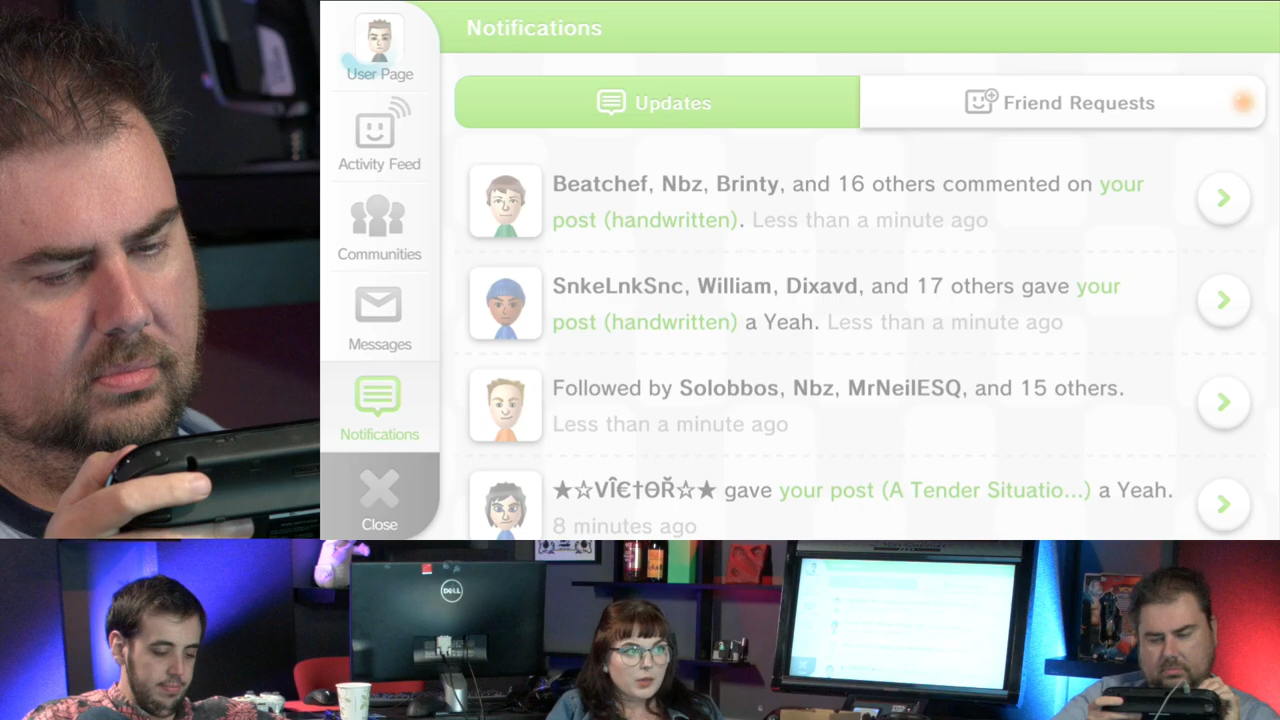 Notifications
User Page
Updates
Friend Requests
Activity Feed
Beatchef, Nbz, Brinty, and 16 others commented on your
post (handwritten). Less than a minute ago
Communities
SnkeLnkSnc, William, Dixavd, and 17 others gave your
post (handwritten) a Yeah. Less than a minute ago
Messages
Followed by Solobbos, Nbz, MrNeilESQ, and 15 others.
Less than a minute ago
Notifications
★☆VÎ€†ΘŘ☆★ gave your post (A Tender Situatio...) a Yeah.
8 minutes ago
Close
DELL